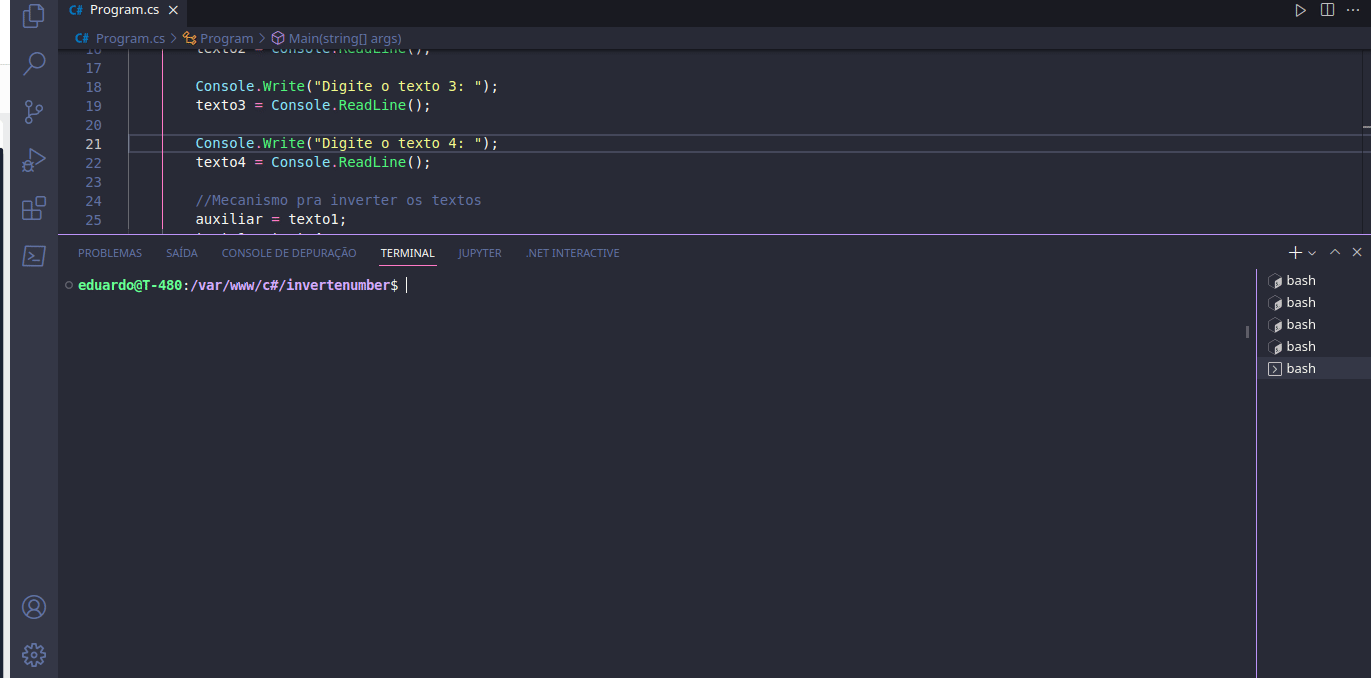 C# Program.cs
C# Program.cs > Program > Main(string[] args)
16 texto2 = Console.ReadLine();
17
18 Console.Write("Digite o texto 3: ");
19 texto3 = Console.ReadLine();
20
21 Console.Write("Digite o texto 4: ");
22 texto4 = Console.ReadLine();
23
24 //Mecanismo pra inverter os textos
25 auxiliar = texto1;
PROBLEMAS SAÍDA CONSOLE DE DEPURAÇÃO TERMINAL JUPYTER .NET INTERACTIVE
eduardo@T-480:/var/www/c#/invertenumber$
bash
bash
bash
bash
bash